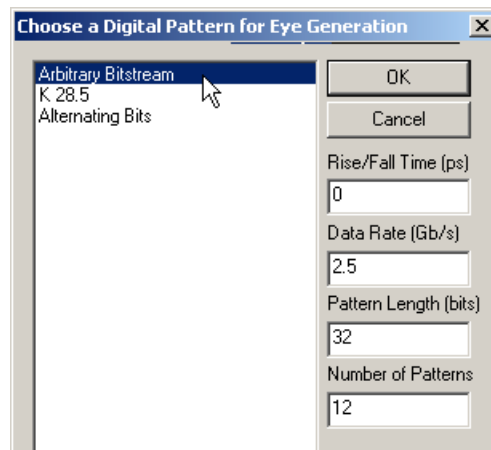 Choose a Digital Pattern for Eye Generation
Arbitrary Bitstream
K 28.5
Alternating Bits
OK
Cancel
Rise/Fall Time (ps)
0
Data Rate (Gb/s)
2.5
Pattern Length (bits)
32
Number of Patterns
12